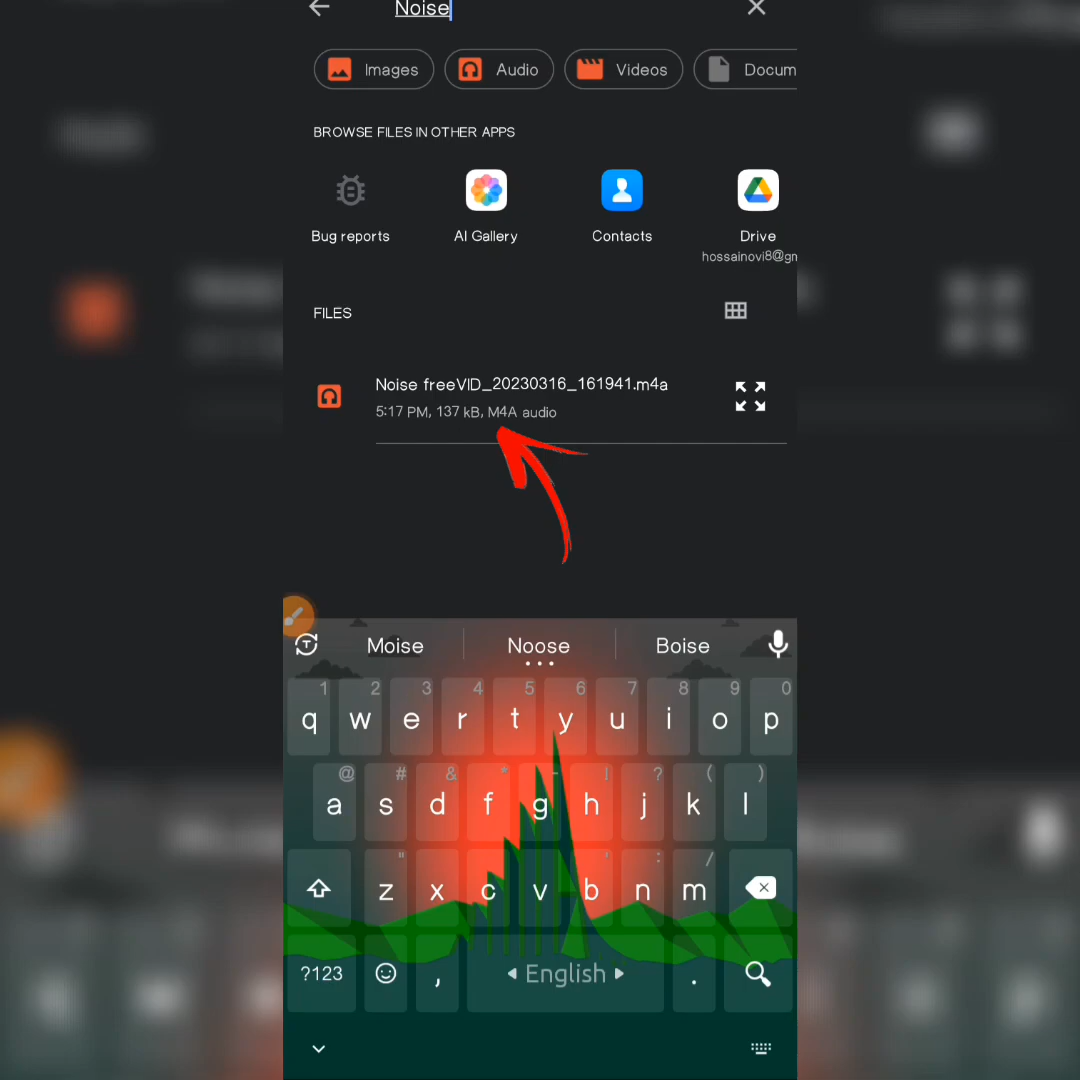 Noise
Images Audio Videos Docum
BROWSE FILES IN OTHER APPS
Bug reports AI Gallery Contacts Drive
hossainovi8@gm
FILES
Noise freeVID_20230316_161941.m4a
5:17 PM, 137 kB, M4A audio
T Moise Noose Boise
1 2 3 4 5 6 7 8 9 0
q w e r t y u i o p
@ # & * - ! ? ( )
a s d f g h j k l
" ' : /
z x c v b n m
?123 , English .